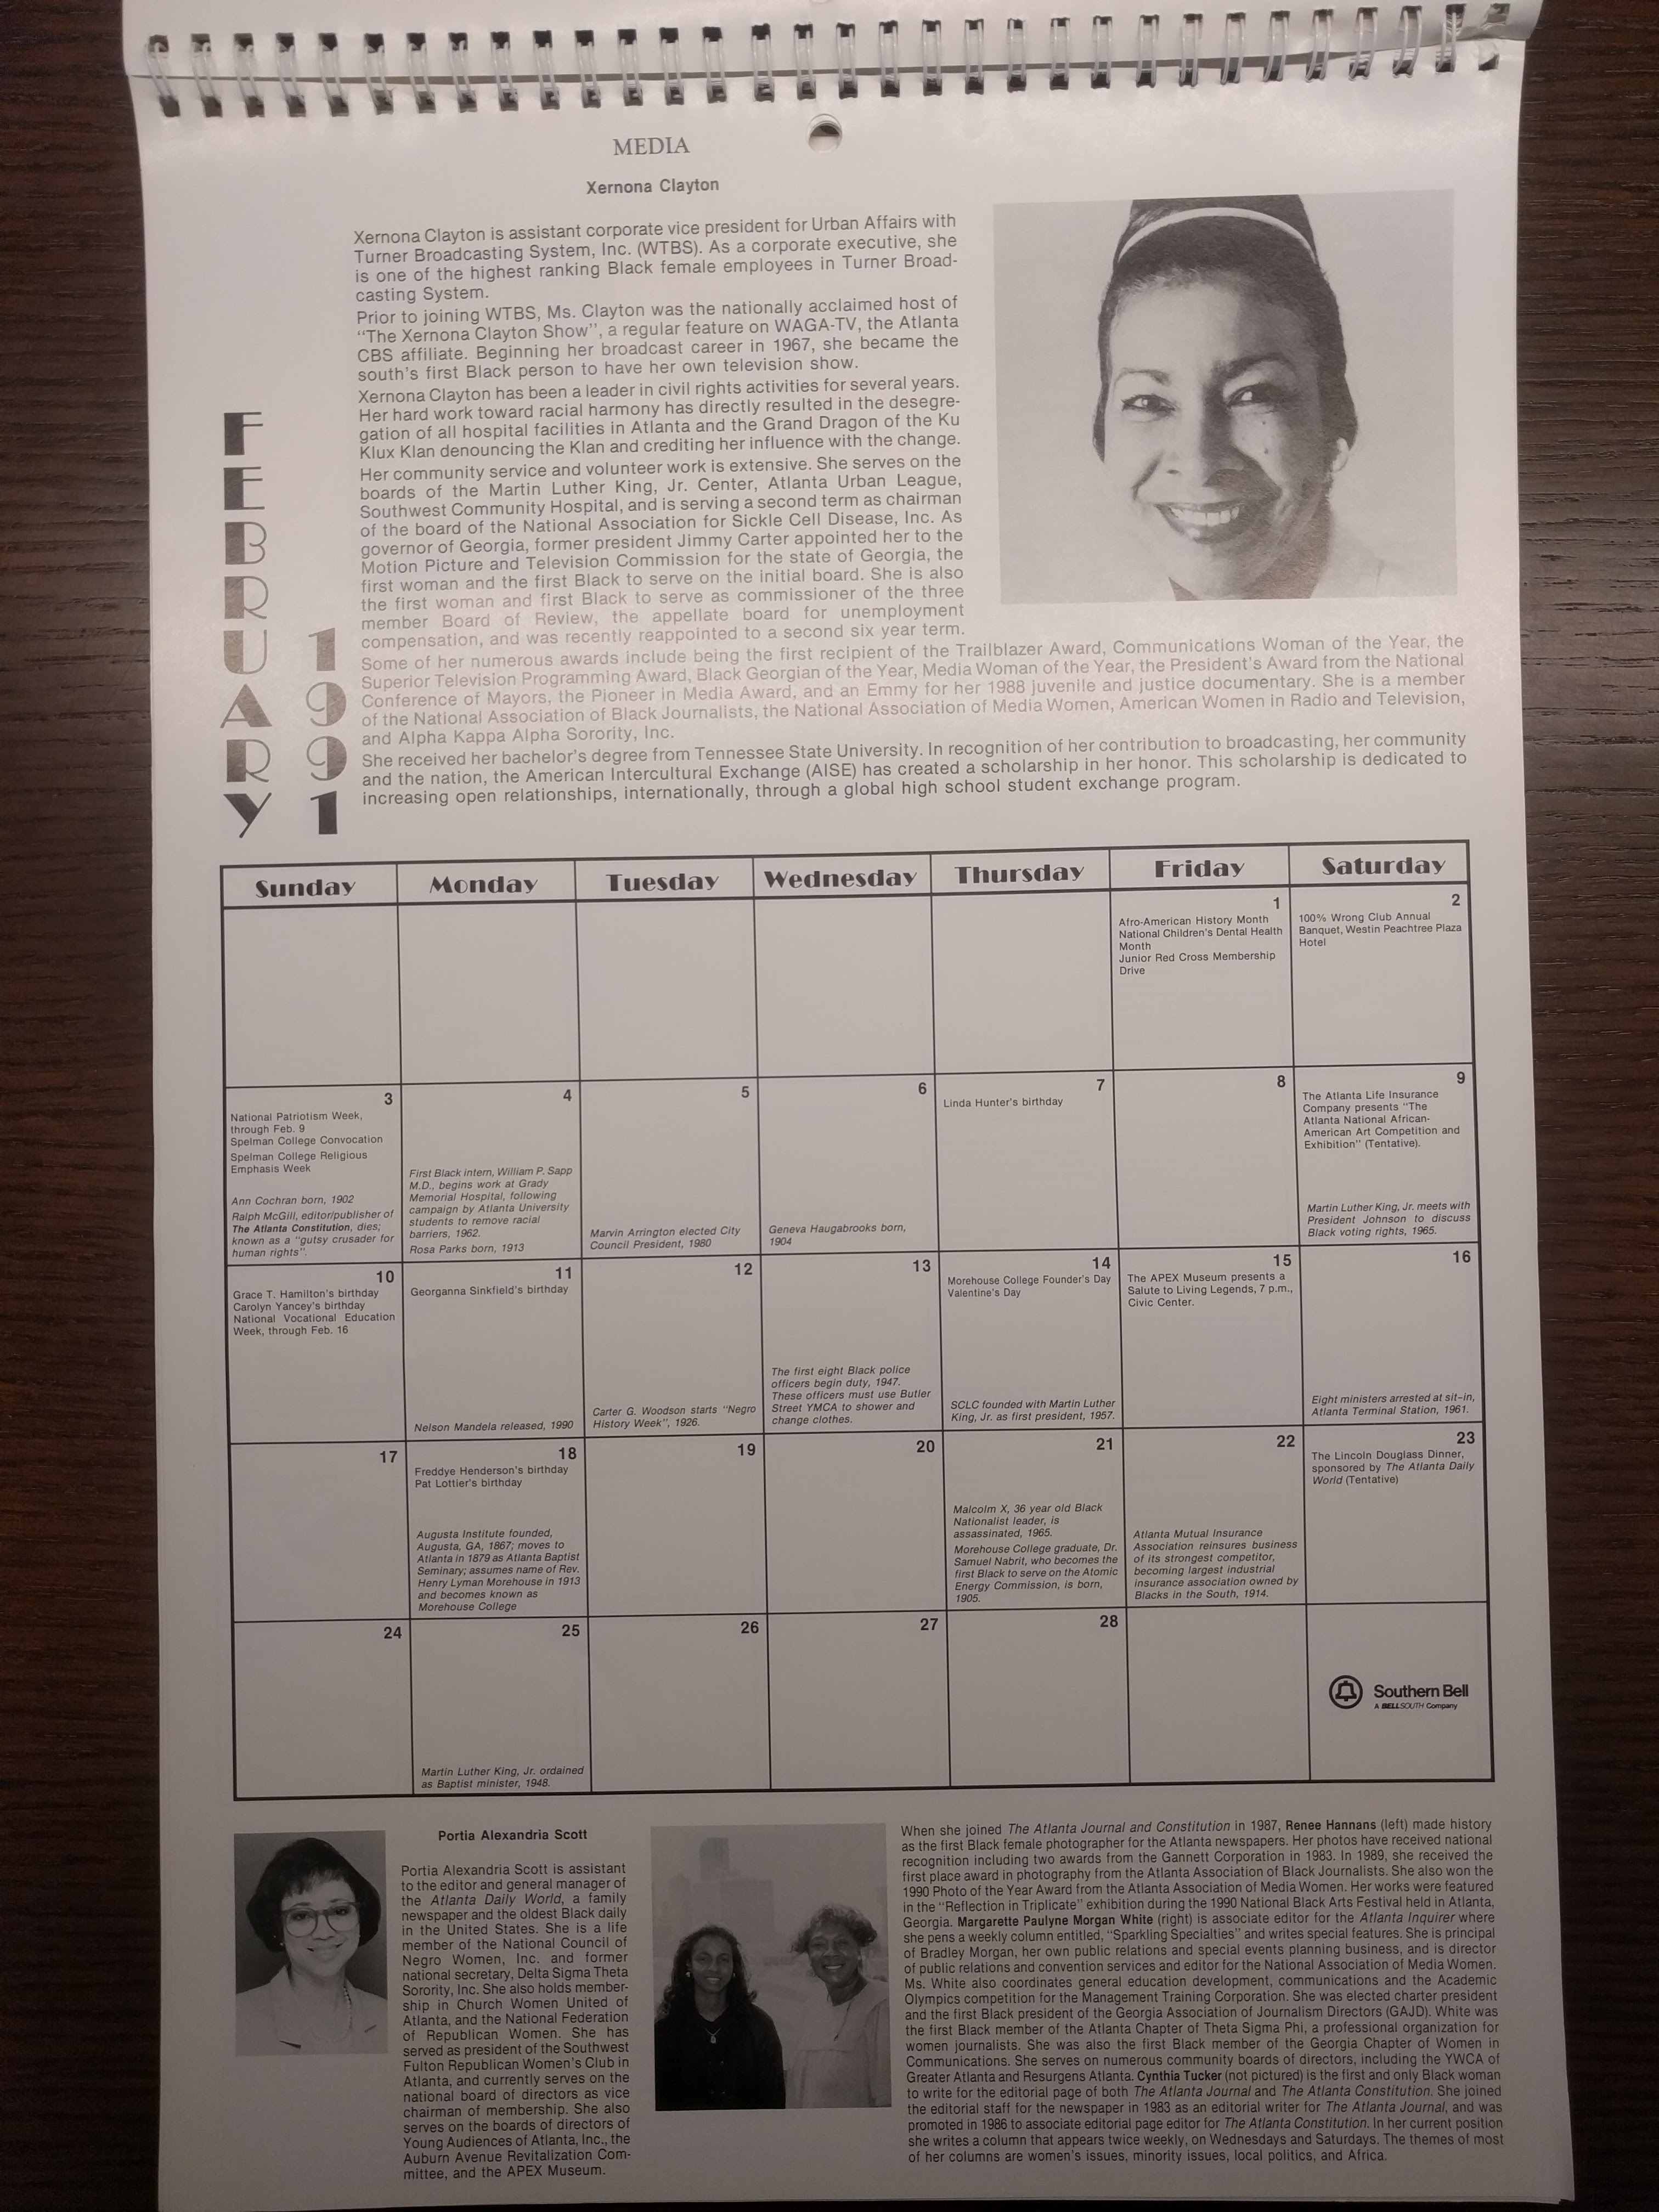 MEDIA
Xernona Clayton
Xernona Clayton is assistant corporate vice president for Urban Affairs with
Turner Broadcasting System, Inc. (WTBS). As a corporate executive, she
is one of the highest ranking Black female employees in Turner Broad-
casting System.
Prior to joining WTBS, Ms. Clayton was the nationally acclaimed host of
"The Xernona Clayton Show", a regular feature on WAGA-TV, the Atlanta
CBS affiliate. Beginning her broadcast career in 1967, she became the
south's first Black person to have her own television show.
Xernona Clayton has been a leader in civil rights activities for several years.
Her hard work toward racial harmony has directly resulted in the desegre-
gation of all hospital facilities in Atlanta and the Grand Dragon of the Ku
Klux Klan denouncing the Klan and crediting her influence with the change.
Her community service and volunteer work is extensive. She serves on the
boards of the Martin Luther King, Jr. Center, Atlanta Urban League,
Southwest Community Hospital, and is serving a second term as chairman
of the board of the National Association for Sickle Cell Disease, Inc. As
governor of Georgia, former president Jimmy Carter appointed her to the
Motion Picture and Television Commission for the state of Georgia, the
first woman and the first Black to serve on the initial board. She is also
the first woman and first Black to serve as commissioner of the three
member Board of Review, the appellate board for unemployment
compensation, and was recently reappointed to a second six year term.
Some of her numerous awards include being the first recipient of the Trailblazer Award, Communications Woman of the Year, the
Superior Television Programming Award, Black Georgian of the Year, Media Woman of the Year, the President's Award from the National
Conference of Mayors, the Pioneer in Media Award, and an Emmy for her 1988 juvenile and justice documentary. She is a member
of the National Association of Black Journalists, the National Association of Media Women, American Women in Radio and Television,
and Alpha Kappa Alpha Sorority, Inc.
She received her bachelor's degree from Tennessee State University. In recognition of her contribution to broadcasting, her community
and the nation, the American Intercultural Exchange (AISE) has created a scholarship in her honor. This scholarship is dedicated to
increasing open relationships, internationally, through a global high school student exchange program.
FEBRUARY
1991
Sunday Monday Tuesday Wednesday Thursday Friday Saturday
1
Afro-American History Month
National Children's Dental Health
Month
Junior Red Cross Membership
Drive
2
100% Wrong Club Annual
Banquet, Westin Peachtree Plaza
Hotel
3
National Patriotism Week,
through Feb. 9
Spelman College Convocation
Spelman College Religious
Emphasis Week
Ann Cochran born, 1902
Ralph McGill, editor/publisher of
The Atlanta Constitution, dies;
known as a "gutsy crusader for
human rights".
4
First Black intern, William P. Sapp
M.D., begins work at Grady
Memorial Hospital, following
campaign by Atlanta University
students to remove racial
barriers, 1962.
Rosa Parks born, 1913
5
Marvin Arrington elected City
Council President, 1980
6
Geneva Haugabrooks born,
1904
7
Linda Hunter's birthday
8
9
The Atlanta Life Insurance
Company presents "The
Atlanta National African-
American Art Competition and
Exhibition" (Tentative).
Martin Luther King, Jr. meets with
President Johnson to discuss
Black voting rights, 1965.
10
Grace T. Hamilton's birthday
Carolyn Yancey's birthday
National Vocational Education
Week, through Feb. 16
11
Georganna Sinkfield's birthday
Nelson Mandela released, 1990
12
Carter G. Woodson starts "Negro
History Week", 1926.
13
The first eight Black police
officers begin duty, 1947.
These officers must use Butler
Street YMCA to shower and
change clothes.
14
Morehouse College Founder's Day
Valentine's Day
SCLC founded with Martin Luther
King, Jr. as first president, 1957.
15
The APEX Museum presents a
Salute to Living Legends, 7 p.m.,
Civic Center.
16
Eight ministers arrested at sit-in,
Atlanta Terminal Station, 1961.
17
18
Freddye Henderson's birthday
Pat Lottier's birthday
Augusta Institute founded,
Augusta, GA, 1867; moves to
Atlanta in 1879 as Atlanta Baptist
Seminary; assumes name of Rev.
Henry Lyman Morehouse in 1913
and becomes known as
Morehouse College
19
20
21
Malcolm X, 36 year old Black
Nationalist leader, is
assassinated, 1965.
Morehouse College graduate, Dr.
Samuel Nabrit, who becomes the
first Black to serve on the Atomic
Energy Commission, is born,
1905.
22
Atlanta Mutual Insurance
Association reinsures business
of its strongest competitor,
becoming largest industrial
insurance association owned by
Blacks in the South, 1914.
23
The Lincoln Douglass Dinner,
sponsored by The Atlanta Daily
World (Tentative)
24
25
Martin Luther King, Jr. ordained
as Baptist minister, 1948.
26
27
28
Southern Bell
A BELLSOUTH Company
Portia Alexandria Scott
Portia Alexandria Scott is assistant
to the editor and general manager of
the Atlanta Daily World, a family
newspaper and the oldest Black daily
in the United States. She is a life
member of the National Council of
Negro Women, Inc. and former
national secretary, Delta Sigma Theta
Sorority, Inc. She also holds member-
ship in Church Women United of
Atlanta, and the National Federation
of Republican Women. She has
served as president of the Southwest
Fulton Republican Women's Club in
Atlanta, and currently serves on the
national board of directors as vice
chairman of membership. She also
serves on the boards of directors of
Young Audiences of Atlanta, Inc., the
Auburn Avenue Revitalization Com-
mittee, and the APEX Museum.
When she joined The Atlanta Journal and Constitution in 1987, Renee Hannans (left) made history
as the first Black female photographer for the Atlanta newspapers. Her photos have received national
recognition including two awards from the Gannett Corporation in 1983. In 1989, she received the
first place award in photography from the Atlanta Association of Black Journalists. She also won the
1990 Photo of the Year Award from the Atlanta Association of Media Women. Her works were featured
in the "Reflection in Triplicate" exhibition during the 1990 National Black Arts Festival held in Atlanta,
Georgia. Margarette Paulyne Morgan White (right) is associate editor for the Atlanta Inquirer where
she pens a weekly column entitled, "Sparkling Specialties" and writes special features. She is principal
of Bradley Morgan, her own public relations and special events planning business, and is director
of public relations and convention services and editor for the National Association of Media Women.
Ms. White also coordinates general education development, communications and the Academic
Olympics competition for the Management Training Corporation. She was elected charter president
and the first Black president of the Georgia Association of Journalism Directors (GAJD). White was
the first Black member of the Atlanta Chapter of Theta Sigma Phi, a professional organization for
women journalists. She was also the first Black member of the Georgia Chapter of Women in
Communications. She serves on numerous community boards of directors, including the YWCA of
Greater Atlanta and Resurgens Atlanta. Cynthia Tucker (not pictured) is the first and only Black woman
to write for the editorial page of both The Atlanta Journal and The Atlanta Constitution. She joined
the editorial staff for the newspaper in 1983 as an editorial writer for The Atlanta Journal, and was
promoted in 1986 to associate editorial page editor for The Atlanta Constitution. In her current position
she writes a column that appears twice weekly, on Wednesdays and Saturdays. The themes of most
of her columns are women's issues, minority issues, local politics, and Africa.